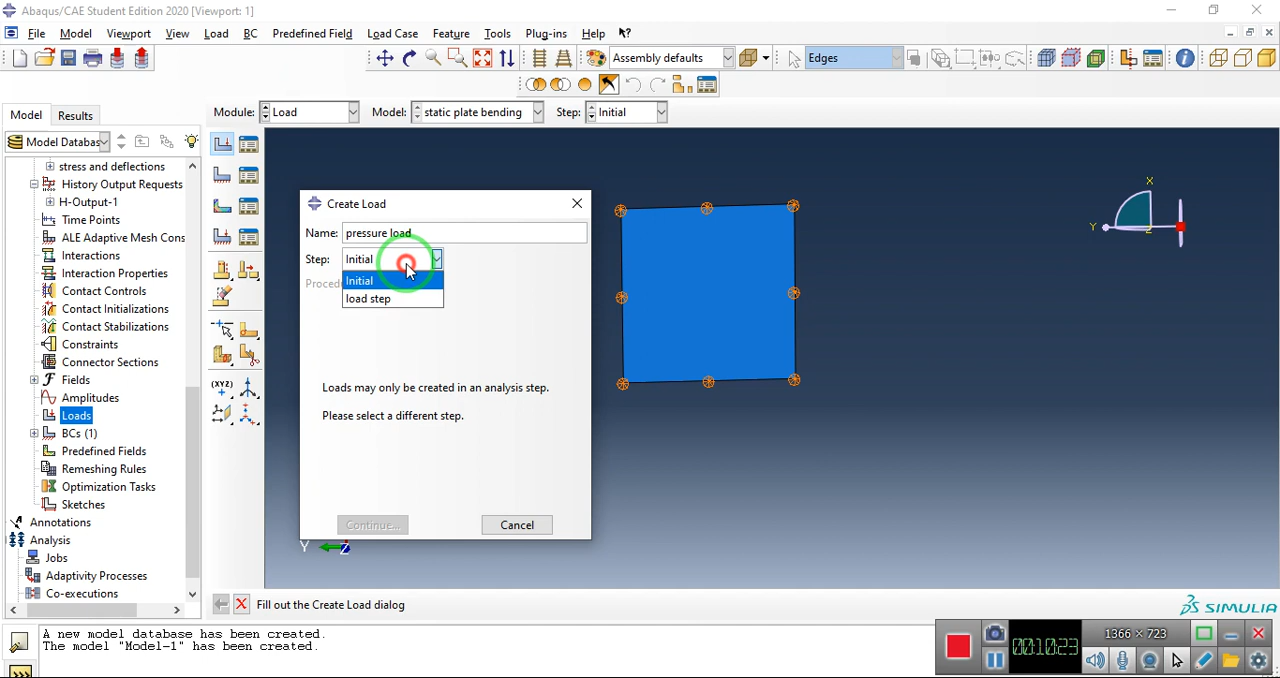 Abaqus/CAE Student Edition 2020 [Viewport: 1]
File Model Viewport View Load BC Predefined Field Load Case Feature Tools Plug-ins Help
Assembly defaults Edges
Model Results Module: Load Model: static plate bending Step: Initial
Model Databas
stress and deflections
History Output Requests
H-Output-1
Time Points
ALE Adaptive Mesh Cons
Interactions
Interaction Properties
Contact Controls
Contact Initializations
Contact Stabilizations
Constraints
Connector Sections
Fields
Amplitudes
Loads
BCs (1)
Predefined Fields
Remeshing Rules
Optimization Tasks
Sketches
Annotations
Analysis
Jobs
Adaptivity Processes
Co-executions
(XYZ)
Create Load
Name: pressure load
Step: Initial
Initial
load step
Proced
Loads may only be created in an analysis step.
Please select a different step.
Continue... Cancel
X
Y Z
Y Z
Fill out the Create Load dialog
SIMULIA
A new model database has been created.
The model "Model-1" has been created.
>>>
00:10:23
1366 × 723